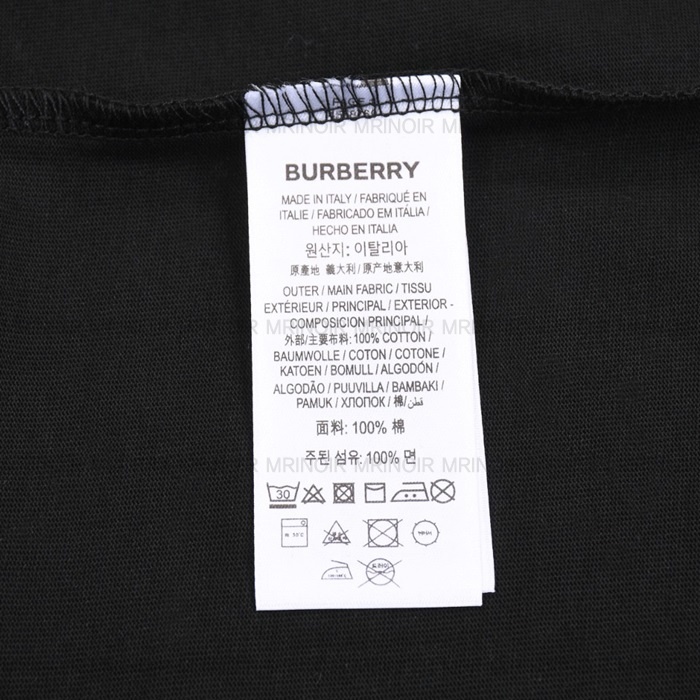 MRINOIR MRINOIR
BURBERRY
MADE IN ITALY / FABRIQUÉ EN
ITALIE / FABRICADO EM ITÁLIA /
HECHO EN ITALIA
원산지: 이탈리아
原產地 義大利 / 原产地意大利
OUTER / MAIN FABRIC / TISSU
EXTÉRIEUR / PRINCIPAL / EXTERIOR -
COMPOSICION PRINCIPAL /
外部/主要布料: 100% COTTON /
BAUMWOLLE / COTON / COTONE /
KATOEN / BOMULL / ALGODÓN /
ALGODÃO / PUUVILLA / BAMBAKI /
PAMUK / ХЛОПОК / 棉/قطن
面料: 100% 棉
주된 섬유: 100% 면
MRINOIR MRINOIR
30